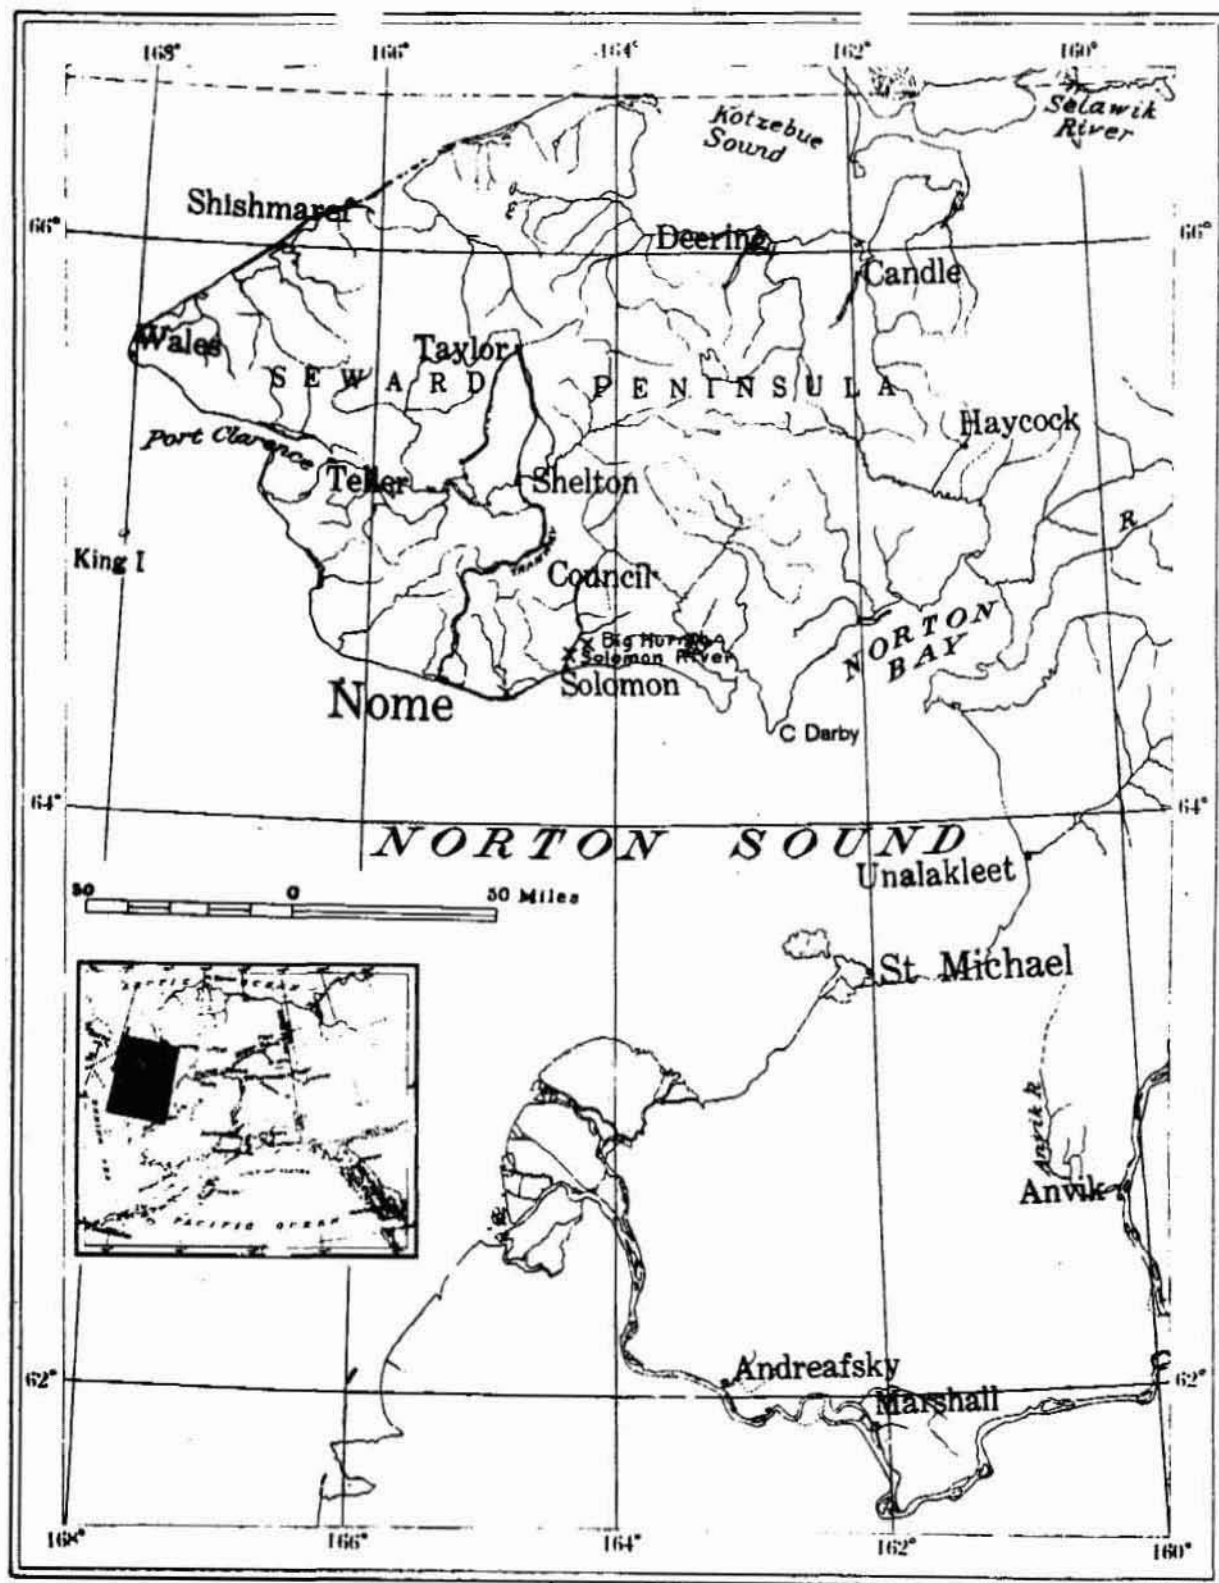 168°
166°
164°
162°
160°
Kotzebue
Sound
Selawik
River
Shishmaref
66°
66°
Deering
Candle
Wales
Taylor
SEWARD PENINSULA
Haycock
Port Clarence
Teller
Shelton
R
King I
Council
NORTON
BAY
Big Hurrah
Solomon River
Solomon
Nome
C Darby
64°
64°
NORTON SOUND
Unalakleet
0
50 Miles
St Michael
ARCTIC OCEAN
PACIFIC OCEAN
Anvik R
Anvik
Andreafsky
62°
62°
Marshall
168°
166°
164°
162°
160°